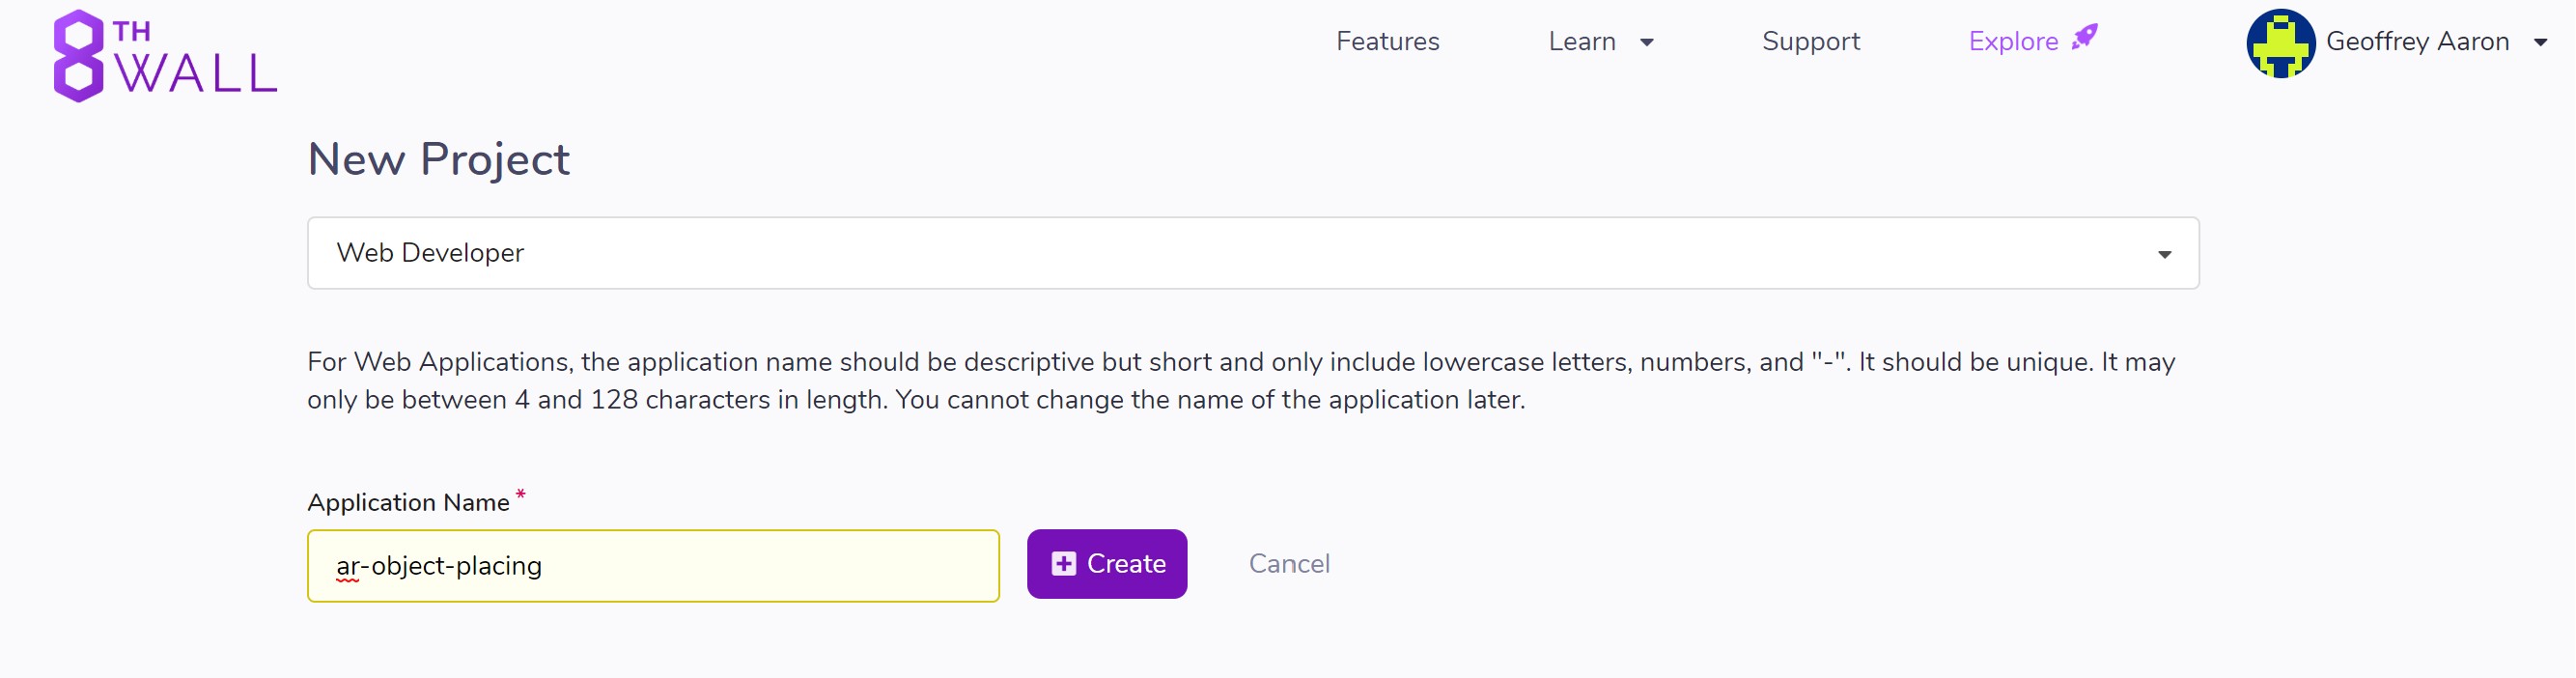 8TH WALL
Features
Learn
Support
Explore
Geoffrey Aaron
New Project
Web Developer
For Web Applications, the application name should be descriptive but short and only include lowercase letters, numbers, and "-". It should be unique. It may
only be between 4 and 128 characters in length. You cannot change the name of the application later.
Application Name *
ar-object-placing
Create
Cancel